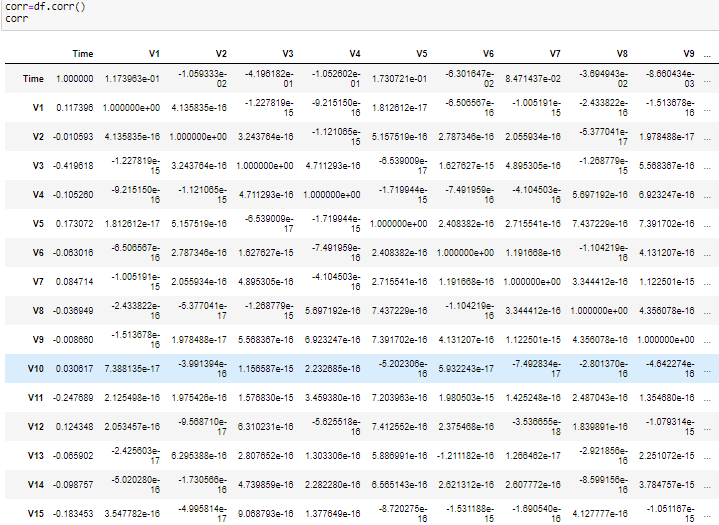 corr=df.corr()
corr
Time V1 V2 V3 V4 V5 V6 V7 V8 V9 ...
Time 1.000000 1.173963e-01 -1.059333e-02 -4.196182e-01 -1.052602e-01 1.730721e-01 -6.301647e-02 8.471437e-02 -3.694943e-02 -8.660434e-03 ...
V1 0.117396 1.000000e+00 4.135835e-16 -1.227819e-15 -9.215150e-16 1.812612e-17 -6.506567e-16 -1.005191e-15 -2.433822e-16 -1.513678e-16 ...
V2 -0.010593 4.135835e-16 1.000000e+00 3.243764e-16 -1.121065e-15 5.157519e-16 2.787346e-16 2.055934e-16 -5.377041e-17 1.978488e-17 ...
V3 -0.419618 -1.227819e-15 3.243764e-16 1.000000e+00 4.711293e-16 -6.539009e-17 1.627627e-15 4.895305e-16 -1.268779e-15 5.568367e-16 ...
V4 -0.105260 -9.215150e-16 -1.121065e-15 4.711293e-16 1.000000e+00 -1.719944e-15 -7.491959e-16 -4.104503e-16 5.697192e-16 6.923247e-16 ...
V5 0.173072 1.812612e-17 5.157519e-16 -6.539009e-17 -1.719944e-15 1.000000e+00 2.408382e-16 2.715541e-16 7.437229e-16 7.391702e-16 ...
V6 -0.063016 -6.506567e-16 2.787346e-16 1.627627e-15 -7.491959e-16 2.408382e-16 1.000000e+00 1.191668e-16 -1.104219e-16 4.131207e-16 ...
V7 0.084714 -1.005191e-15 2.055934e-16 4.895305e-16 -4.104503e-16 2.715541e-16 1.191668e-16 1.000000e+00 3.344412e-16 1.122501e-15 ...
V8 -0.036949 -2.433822e-16 -5.377041e-17 -1.268779e-15 5.697192e-16 7.437229e-16 -1.104219e-16 3.344412e-16 1.000000e+00 4.356078e-16 ...
V9 -0.008660 -1.513678e-16 1.978488e-17 5.568367e-16 6.923247e-16 7.391702e-16 4.131207e-16 1.122501e-15 4.356078e-16 1.000000e+00 ...
V10 0.030617 7.388135e-17 -3.991394e-16 1.156587e-15 2.232685e-16 -5.202306e-16 5.932243e-17 -7.492834e-17 -2.801370e-16 -4.642274e-16 ...
V11 -0.247689 2.125498e-16 1.975426e-16 1.576830e-15 3.459380e-16 7.203963e-16 1.980503e-15 1.425248e-16 2.487043e-16 1.354680e-16 ...
V12 0.124348 2.053457e-16 -9.568710e-17 6.310231e-16 -5.625518e-16 7.412552e-16 2.375468e-16 -3.536655e-18 1.839891e-16 -1.079314e-15 ...
V13 -0.065902 -2.425603e-17 6.295388e-16 2.807652e-16 1.303306e-16 5.886991e-16 -1.211182e-16 1.266462e-17 -2.921856e-16 2.251072e-15 ...
V14 -0.098757 -5.020280e-16 -1.730566e-16 4.739859e-16 2.282280e-16 6.565143e-16 2.621312e-16 2.607772e-16 -8.599156e-16 3.784757e-15 ...
V15 -0.183453 3.547782e-16 -4.995814e-17 9.068793e-16 1.377649e-16 -8.720275e-16 -1.531188e-15 -1.690540e-16 4.127777e-16 -1.051167e-15 ...